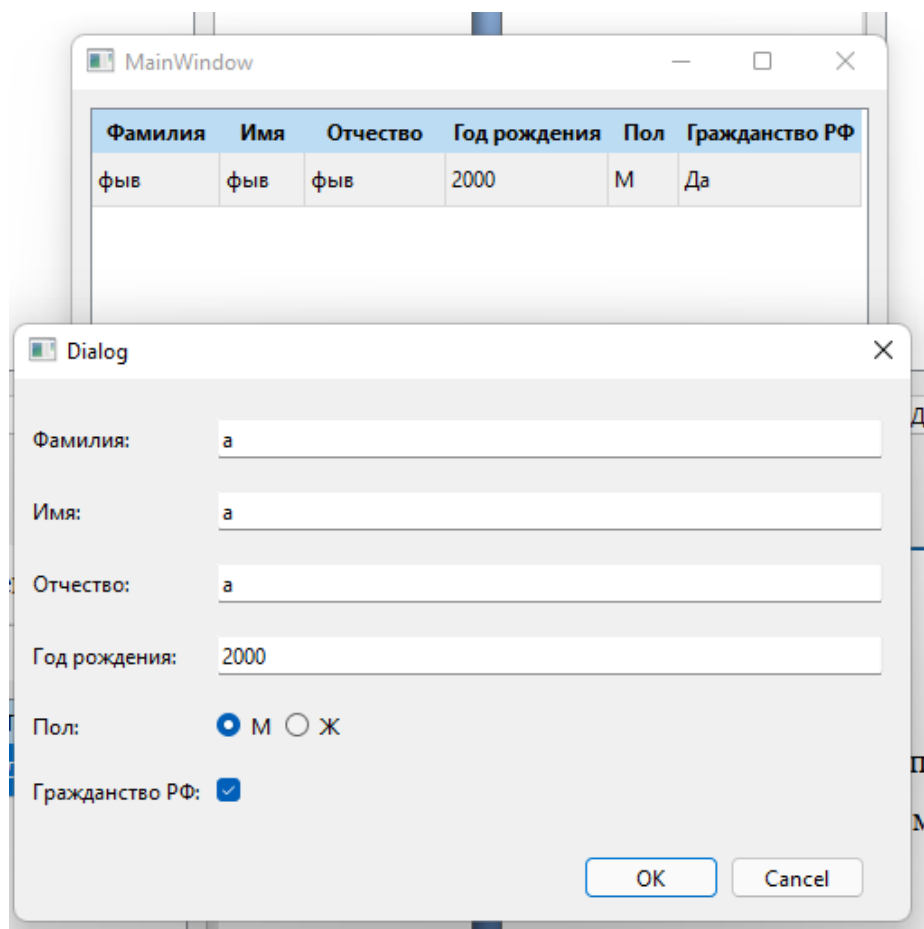 MainWindow
Фамилия Имя Отчество Год рождения Пол Гражданство РФ
фыв фыв фыв 2000 М Да
Dialog
Фамилия: а
Имя: а
Отчество: а
Год рождения: 2000
Пол: М Ж
Гражданство РФ:
OK Cancel